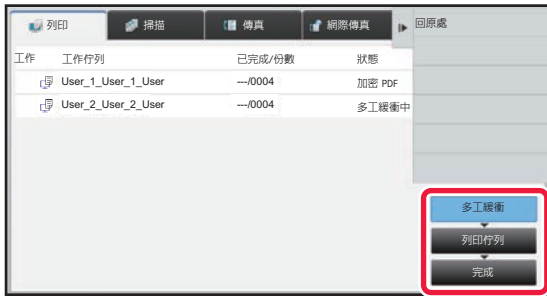 列印 掃描 傳真 網際傳真 回原處
工作 工作佇列 已完成/份數 狀態
User_1_User_1_User ---/0004 加密 PDF
User_2_User_2_User ---/0004 多工緩衝中
多工緩衝
列印佇列
完成